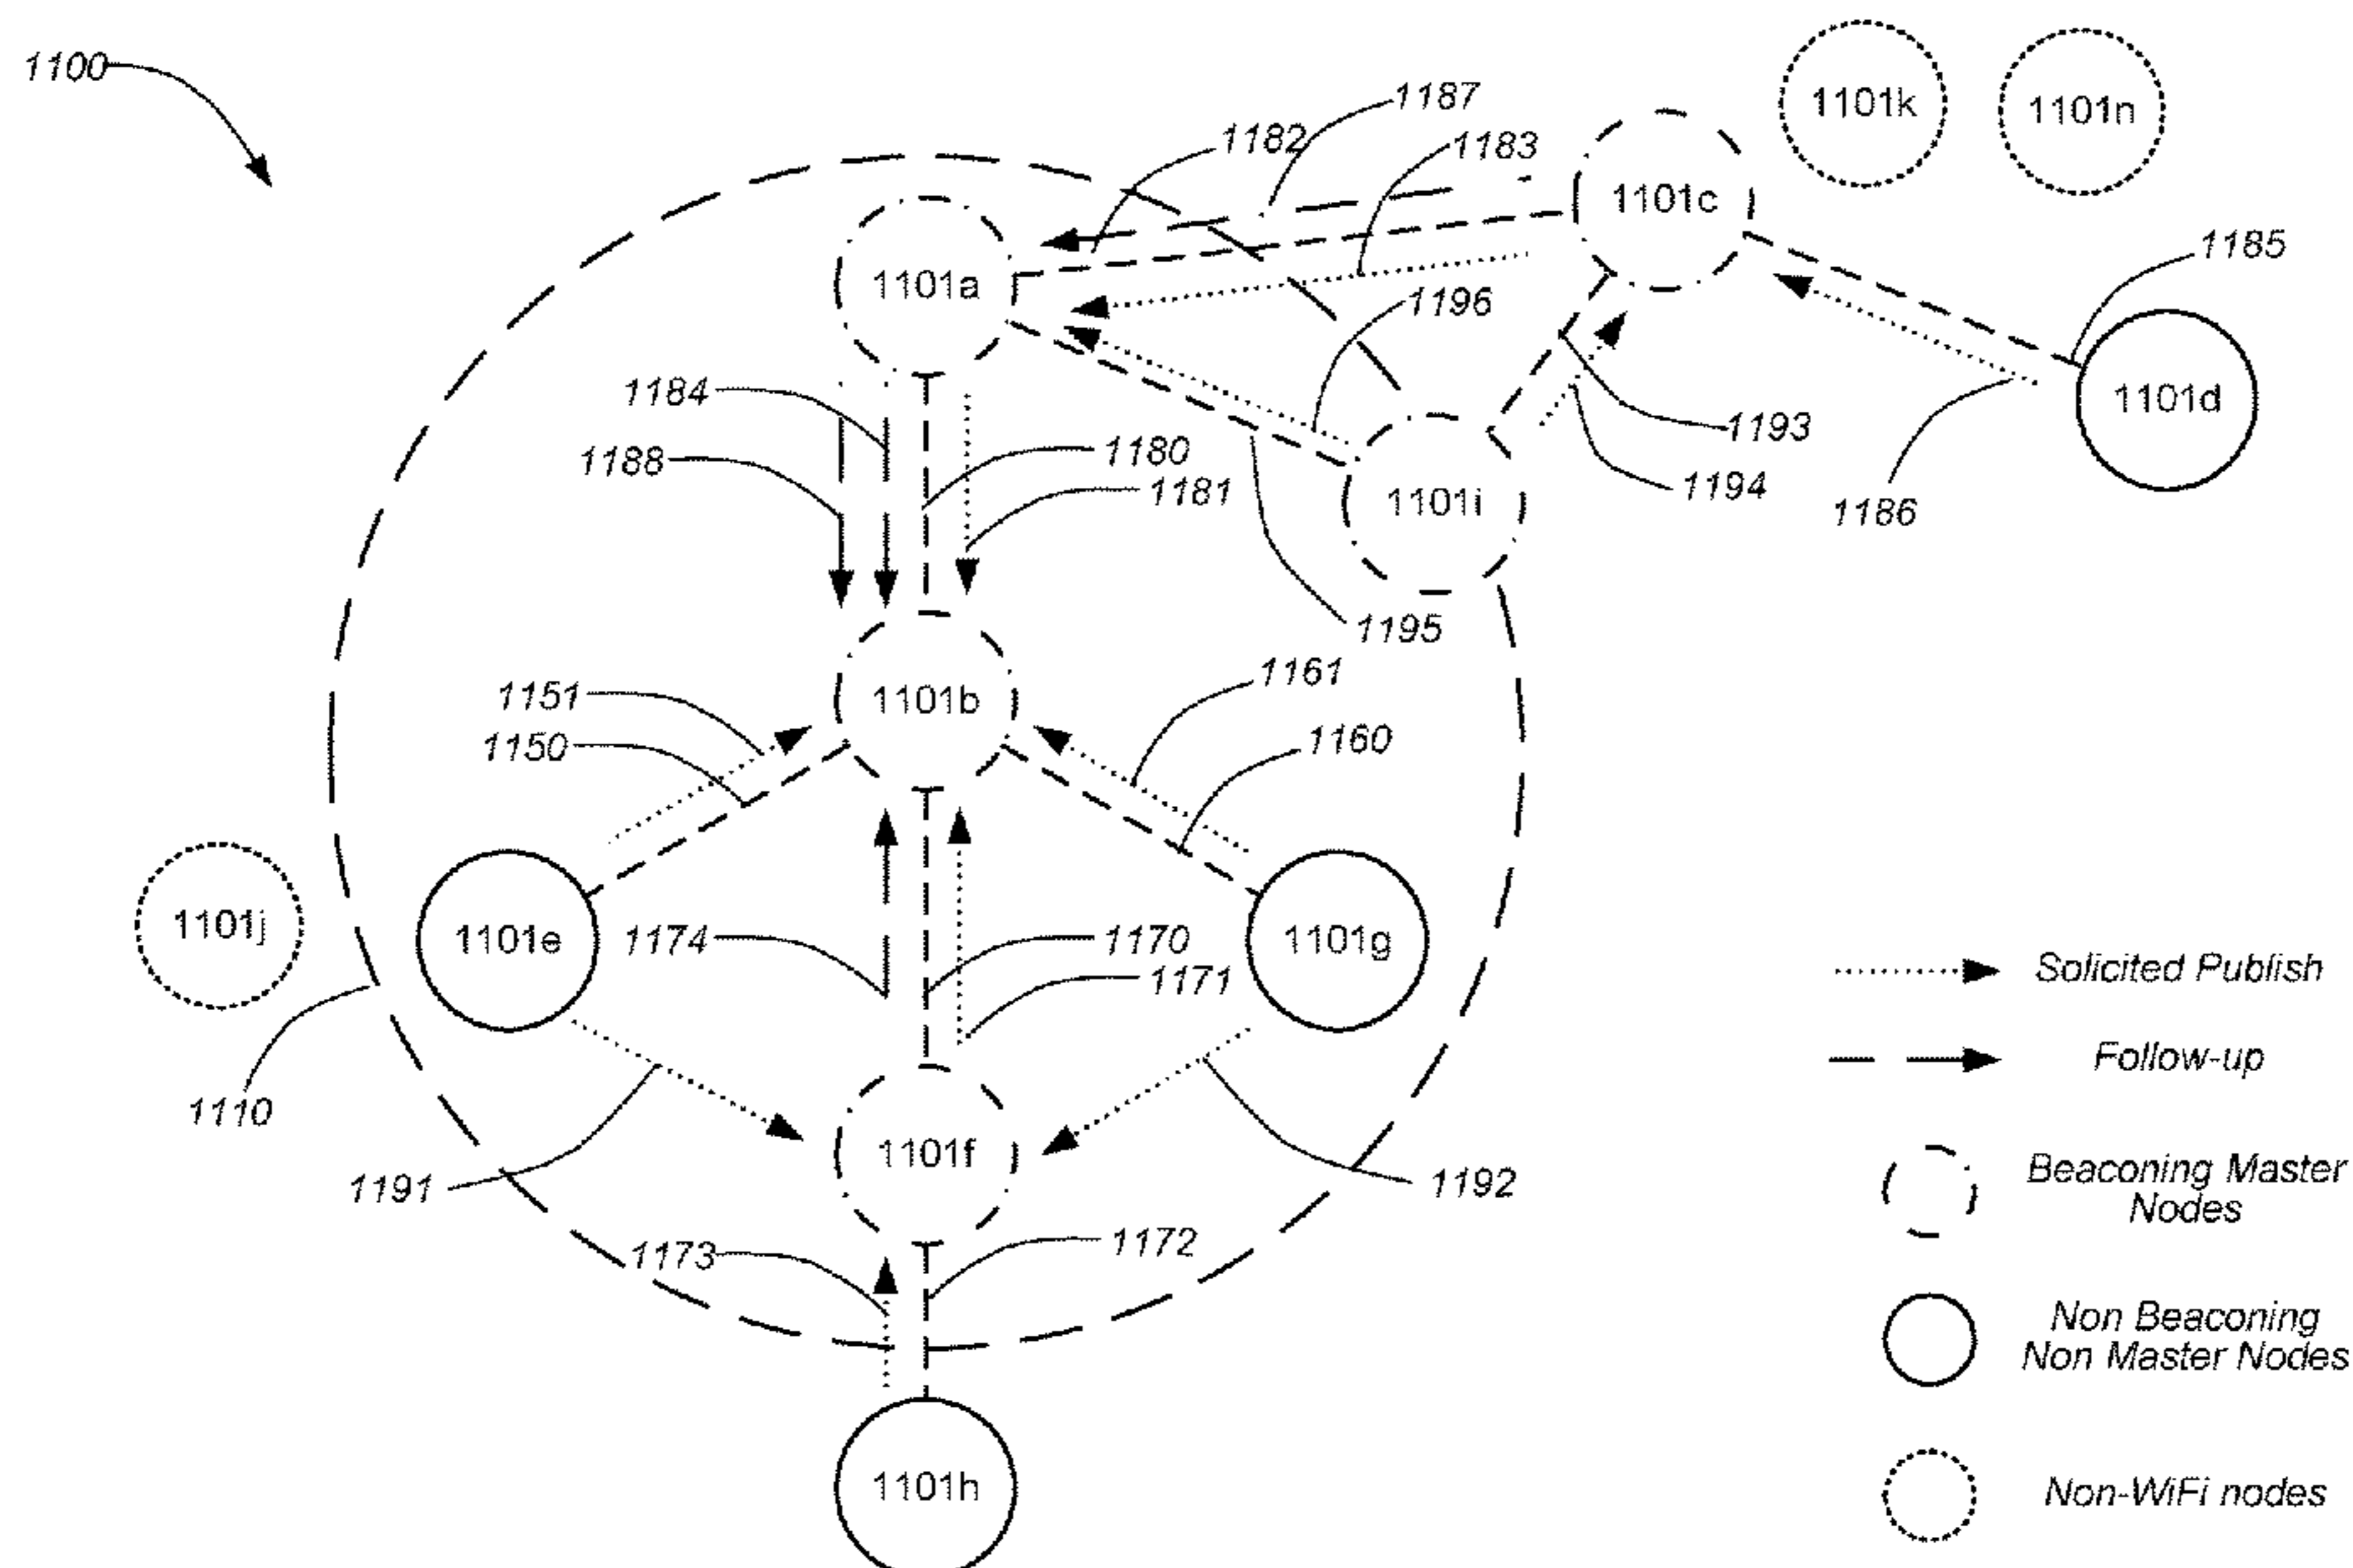 1100
1187
1182
1183
1101k
1101n
1101c
1185
1101a
1196
1101d
1184
1193
1188
1180
1181
1194
1186
1101i
1195
1161
1151
1101b
1150
1160
1101j
1101e
1174
1170
1101g
1171
Solicited Publish
Follow-up
1110
1101f
1191
1192
Beaconing Master
Nodes
1173
1172
Non Beaconing
Non Master Nodes
1101h
Non-WiFi nodes